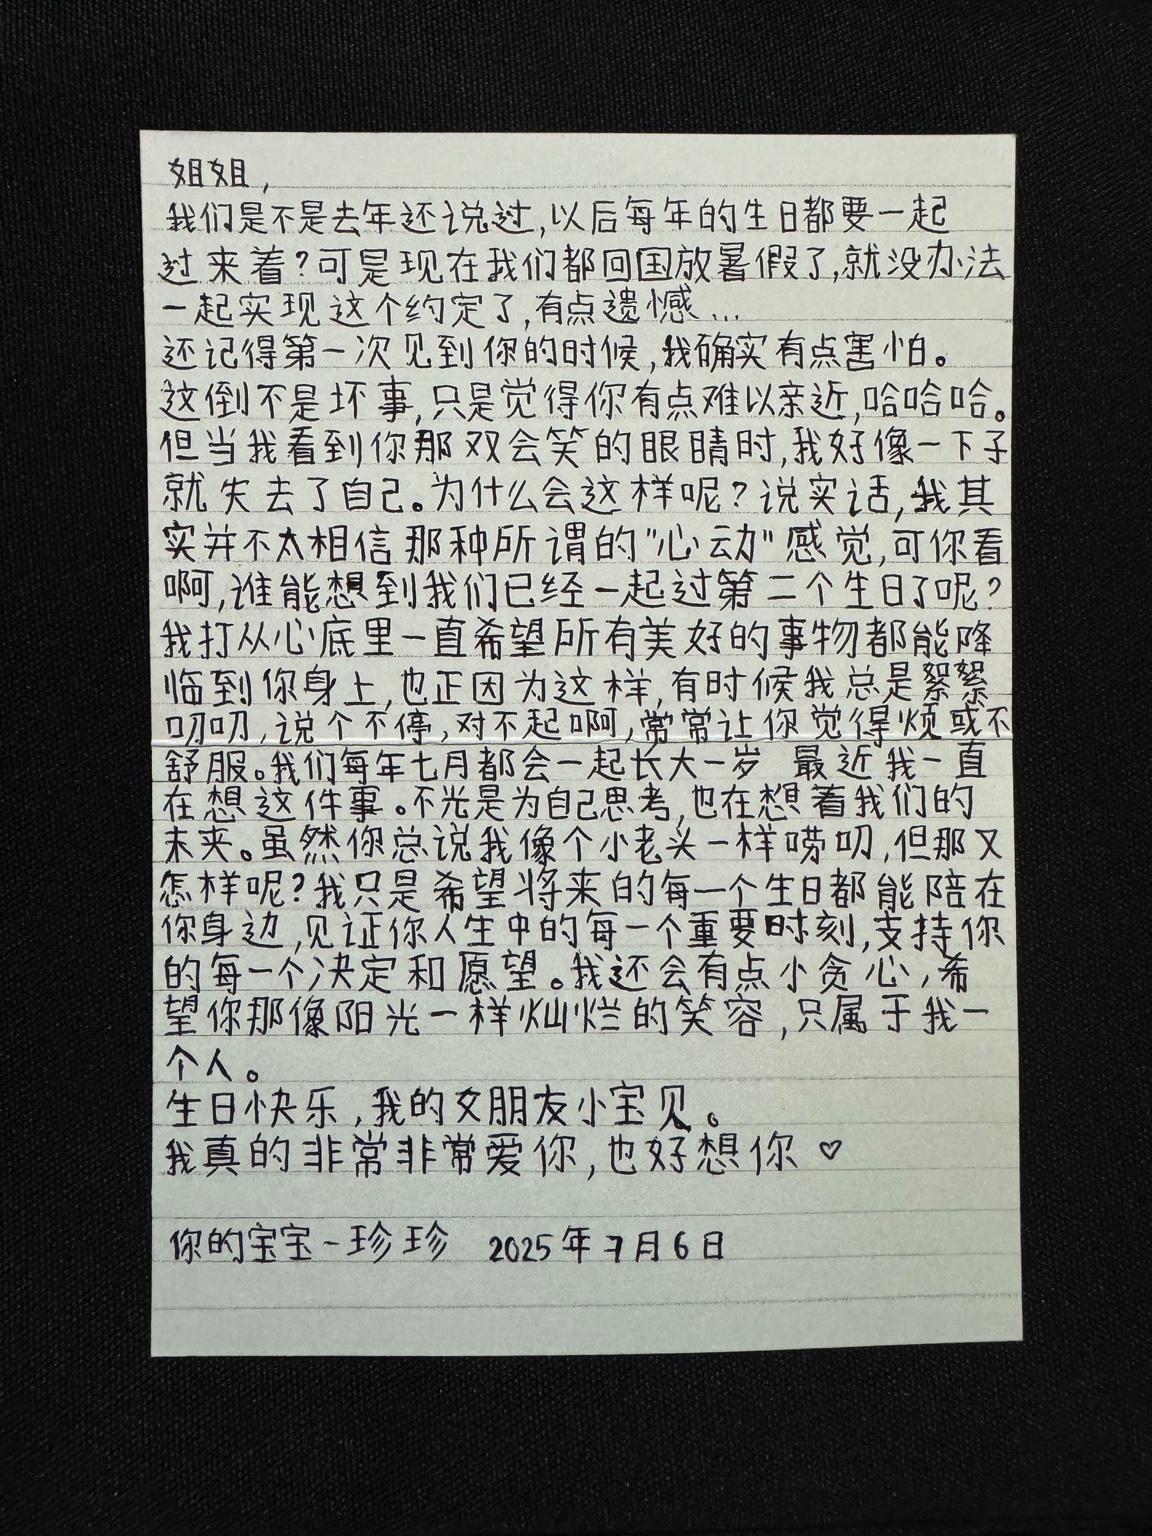 姐姐，
我们是不是去年还说过，以后每年的生日都要一起
过来着？可是现在我们都回国放暑假了，就没办法
一起实现这个约定了，有点遗憾...
还记得第一次见到你的时候，我确实有点害怕。
这倒不是坏事，只是觉得你有点难以亲近，哈哈哈。
但当我看到你那双会笑的眼睛时，我好像一下子
就失去了自己。为什么会这样呢？说实话，我其
实并不太相信那种所谓的"心动"感觉，可你看
啊，谁能想到我们已经一起过第二个生日了呢？
我打从心底里一直希望所有美好的事物都能降
临到你身上，也正因为这样，有时候我总是絮絮
叨叨，说个不停，对不起啊，常常让你觉得烦或不
舒服。我们每年七月都会一起长大一岁 最近我一直
在想这件事。不光是为自己思考，也在想着我们的
未来。虽然你总说我像个小老头一样唠叨，但那又
怎样呢？我只是希望将来的每一个生日都能陪在
你身边，见证你人生中的每一个重要时刻，支持你
的每一个决定和愿望。我还会有点小贪心，希
望你那像阳光一样灿烂的笑容，只属于我一
个人。
生日快乐，我的女朋友小宝贝。
我真的非常非常爱你，也好想你♡
你的宝宝-珍珍 2025年7月6日